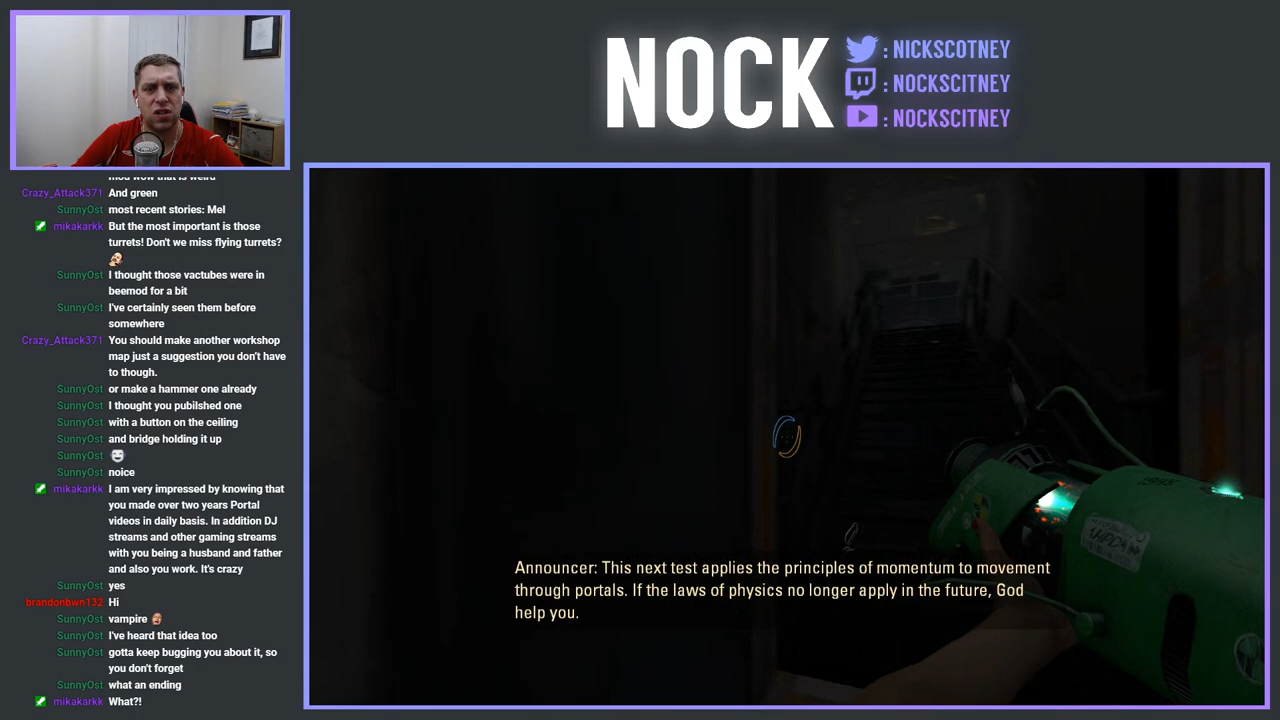 NOCK
: NICKSCOTNEY
: NOCKSCITNEY
: NOCKSCITNEY
mod wow that is weird
Crazy_Attack371 And green
SunnyOst most recent stories: Mel
mikakarkk But the most important is those
turrets! Don't we miss flying turrets?
SunnyOst I thought those vactubes were in
beemod for a bit
SunnyOst I've certainly seen them before
somewhere
Crazy_Attack371 You should make another workshop
map just a suggestion you don't have
to though.
SunnyOst or make a hammer one already
SunnyOst I thought you pubilshed one
SunnyOst with a button on the ceiling
SunnyOst and bridge holding it up
SunnyOst
SunnyOst noice
mikakarkk I am very impressed by knowing that
you made over two years Portal
videos in daily basis. In addition DJ
streams and other gaming streams
with you being a husband and father
and also you work. It's crazy
SunnyOst yes
brandonbwn132 Hi
SunnyOst vampire
SunnyOst I've heard that idea too
SunnyOst gotta keep bugging you about it, so
you don't forget
SunnyOst what an ending
mikakarkk What?!
Announcer: This next test applies the principles of momentum to movement
through portals. If the laws of physics no longer apply in the future, God
help you.